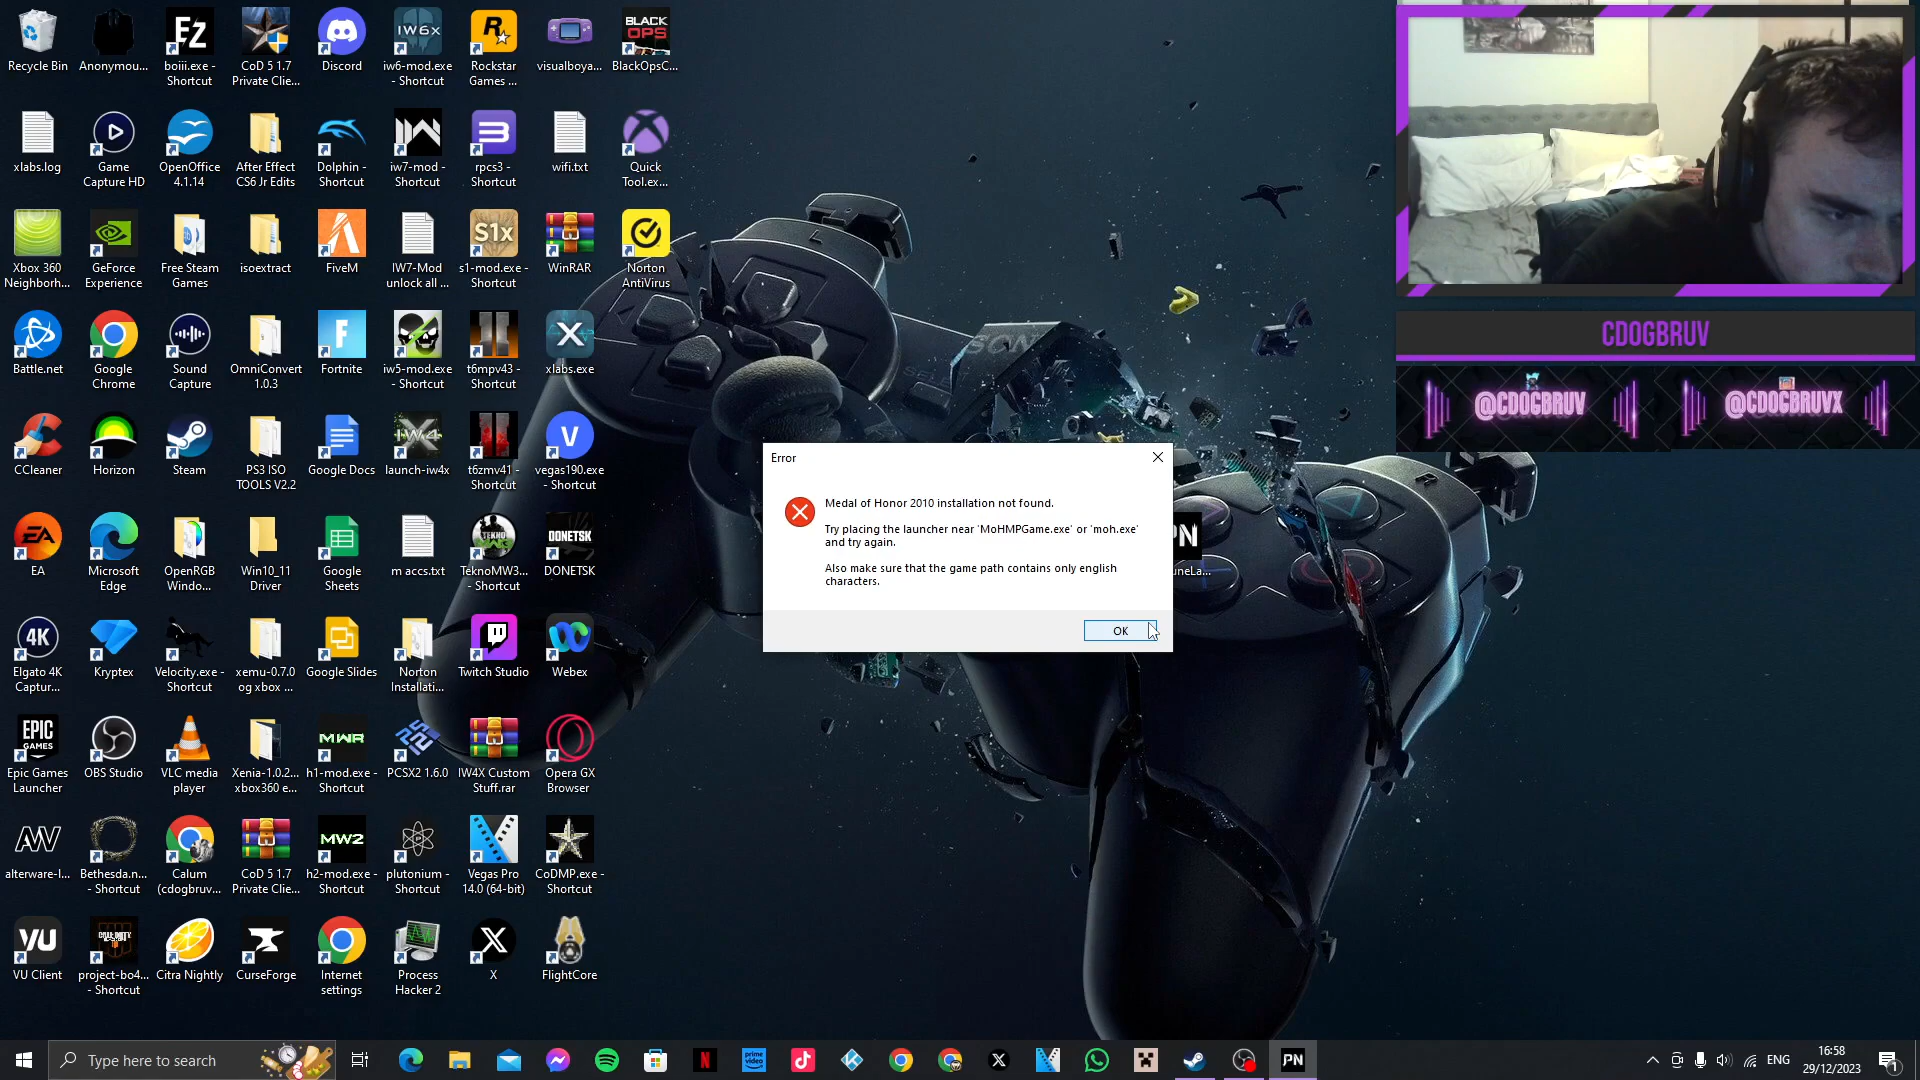 Recycle Bin
Anonymou...
boiii.exe -
Shortcut
CoD 5 1.7
Private Clie...
Discord
iw6-mod.exe
- Shortcut
Rockstar
Games ...
visualboya...
BlackOpsC...
xlabs.log
Game
Capture HD
OpenOffice
4.1.14
After Effect
CS6 Jr Edits
Dolphin -
Shortcut
iw7-mod -
Shortcut
rpcs3 -
Shortcut
wifi.txt
Quick
Tool.ex...
Xbox 360
Neighborh...
GeForce
Experience
Free Steam
Games
isoextract
FiveM
IW7-Mod
unlock all ...
s1-mod.exe -
Shortcut
WinRAR
Norton
AntiVirus
Battle.net
Google
Chrome
Sound
Capture
OmniConvert
1.0.3
Fortnite
iw5-mod.exe
- Shortcut
t6mpv43 -
Shortcut
xlabs.exe
CCleaner
Horizon
Steam
PS3 ISO
TOOLS V2.2
Google Docs
launch-iw4x
t6zmv41 -
Shortcut
vegas190.exe
- Shortcut
EA
Microsoft
Edge
OpenRGB
Windo...
Win10_11
Driver
Google
Sheets
m accs.txt
TeknoMW3...
- Shortcut
DONETSK
DONETSK
Elgato 4K
Captur...
Kryptex
Velocity.exe -
Shortcut
xemu-0.7.0
og xbox ...
Google Slides
Norton
Installati...
Twitch Studio
Webex
Epic Games
Launcher
OBS Studio
VLC media
player
Xenia-1.0.2...
xbox360 e...
h1-mod.exe -
Shortcut
PCSX2 1.6.0
IW4X Custom
Stuff.rar
Opera GX
Browser
alterware-l...
Bethesda.n...
- Shortcut
Calum
(cdogbruv...
CoD 5 1.7
Private Clie...
h2-mod.exe -
Shortcut
plutonium -
Shortcut
Vegas Pro
14.0 (64-bit)
CoDMP.exe -
Shortcut
VU Client
project-bo4...
- Shortcut
Citra Nightly
CurseForge
Internet
settings
Process
Hacker 2
X
FlightCore
Error
Medal of Honor 2010 installation not found.
Try placing the launcher near 'MoHMPGame.exe' or 'moh.exe'
and try again.
Also make sure that the game path contains only english
characters.
OK
CDOGBRUV
@CDOGBRUV
@CDOGBRUVX
Type here to search
ENG
16:58
29/12/2023